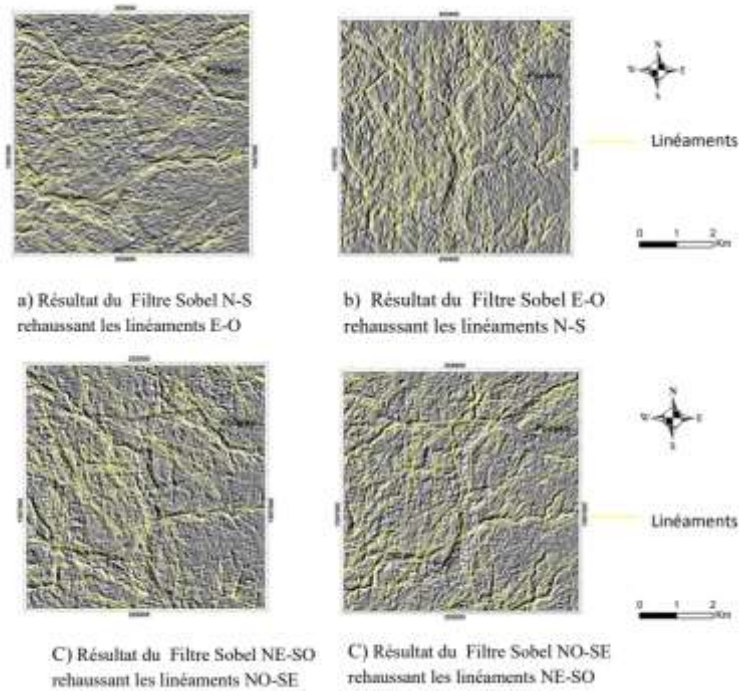 N
W E
S
Linéaments
0 1 2
Km
a) Résultat du Filtre Sobel N-S
rehaussant les linéaments E-O
b) Résultat du Filtre Sobel E-O
rehaussant les linéaments N-S
N
W E
S
Linéaments
0 1 2
Km
C) Résultat du Filtre Sobel NE-SO
rehaussant les linéaments NO-SE
C) Résultat du Filtre Sobel NO-SE
rehaussant les linéaments NE-SO